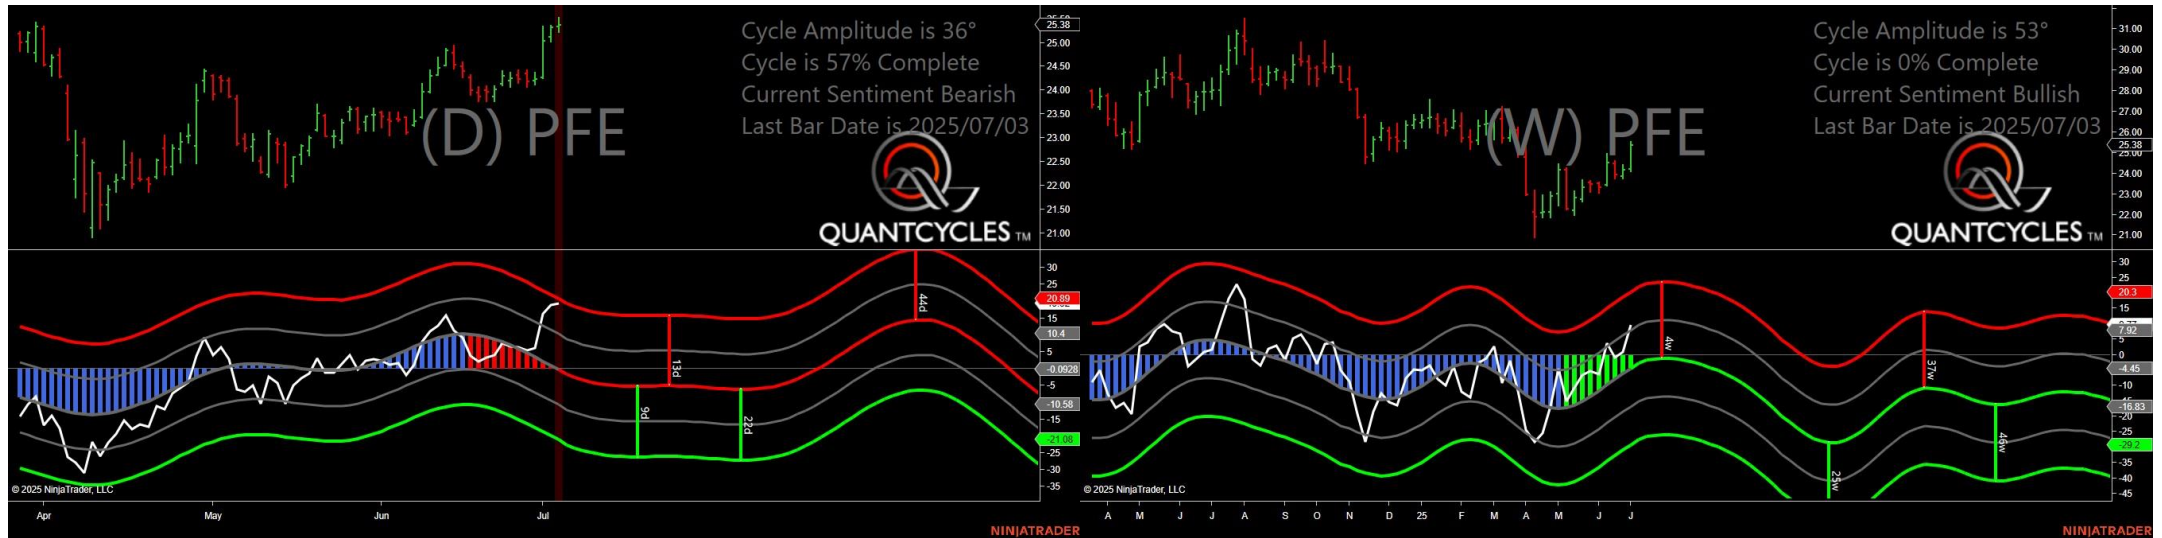 25.38
25.00
24.50
24.00
23.50
23.00
22.50
22.00
21.50
21.00
Cycle Amplitude is 36°
Cycle is 57% Complete
Current Sentiment Bearish
Last Bar Date is 2025/07/03
(D) PFE
QUANTCYCLES TM
30
25
20.89
15
10.4
5
-0.0928
-5
-10.58
-15
-21.08
-25
-30
-35
13d
44d
9d
22d
© 2025 NinjaTrader, LLC
Apr May Jun Jul
NINJATRADER
31.00
30.00
29.00
28.00
27.00
26.00
25.38
25.00
24.00
23.00
22.00
21.00
Cycle Amplitude is 53°
Cycle is 0% Complete
Current Sentiment Bullish
Last Bar Date is 2025/07/03
(W) PFE
QUANTCYCLES TM
30
25
20.3
15
7.92
0
-4.45
-10
-16.83
-20
-25
-29.2
-35
-40
-45
4w
37w
25w
46w
© 2025 NinjaTrader, LLC
A M J J A S O N D 25 F M A M J J
NINJATRADER